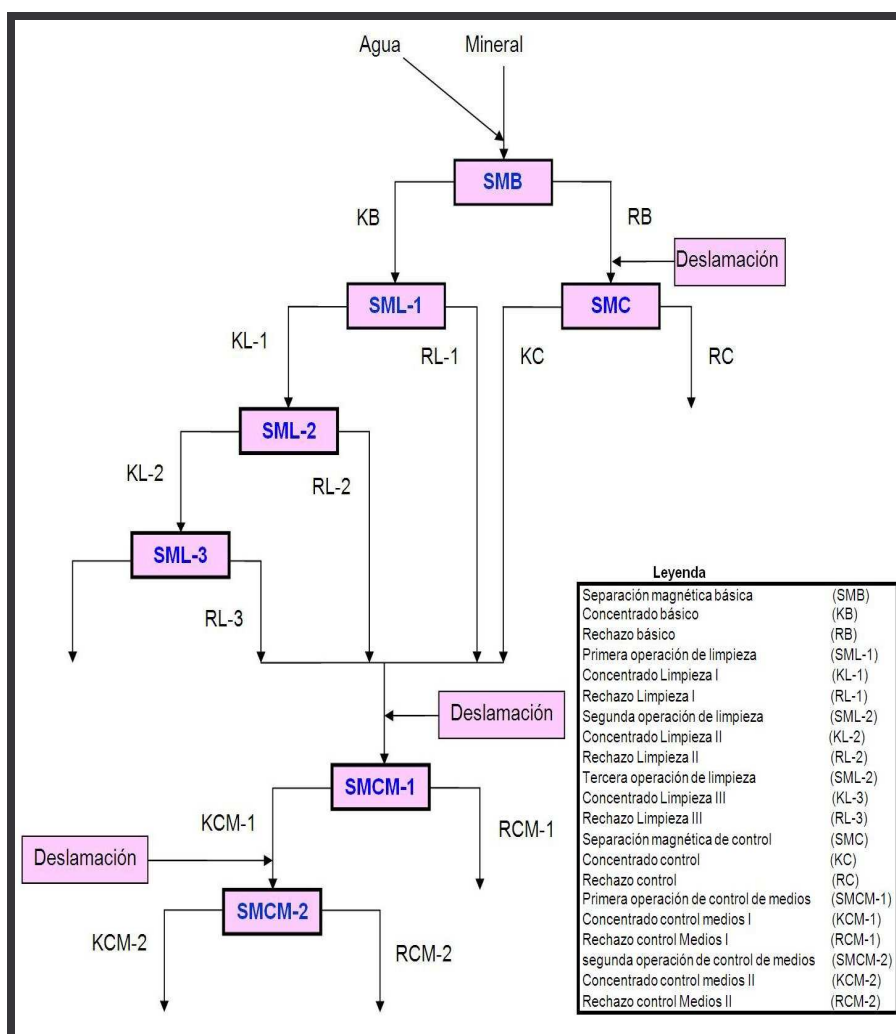 Agua
Mineral
SMB
KB
RB
Deslamación
SML-1
SMC
KL-1
RL-1
KC
RC
SML-2
KL-2
RL-2
SML-3
RL-3
Deslamación
SMCM-1
KCM-1
RCM-1
Deslamación
SMCM-2
KCM-2
RCM-2
Leyenda
Separación magnética básica (SMB)
Concentrado básico (KB)
Rechazo básico (RB)
Primera operación de limpieza (SML-1)
Concentrado Limpieza I (KL-1)
Rechazo Limpieza I (RL-1)
Segunda operación de limpieza (SML-2)
Concentrado Limpieza II (KL-2)
Rechazo Limpieza II (RL-2)
Tercera operación de limpieza (SML-2)
Concentrado Limpieza III (KL-3)
Rechazo Limpieza III (RL-3)
Separación magnética de control (SMC)
Concentrado control (KC)
Rechazo control (RC)
Primera operación de control de medios (SMCM-1)
Concentrado control medios I (KCM-1)
Rechazo control Medios I (RCM-1)
segunda operación de control de medios (SMCM-2)
Concentrado control medios II (KCM-2)
Rechazo control Medios II (RCM-2)